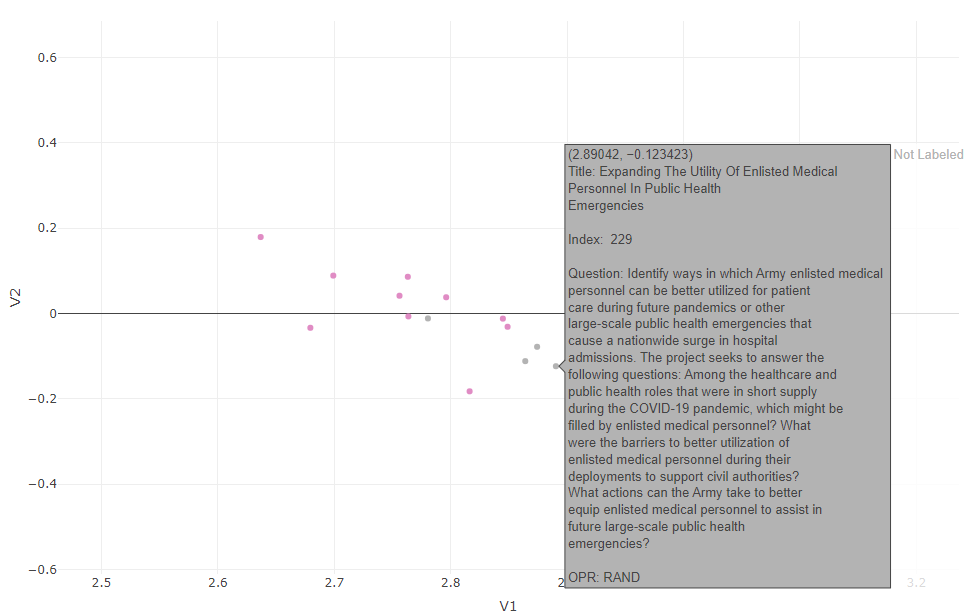 0.6
0.4
(2.89042, −0.123423)
Not Labeled
Title: Expanding The Utility Of Enlisted Medical
Personnel In Public Health
Emergencies
0.2
Index: 229
Question: Identify ways in which Army enlisted medical
personnel can be better utilized for patient
care during future pandemics or other
large-scale public health emergencies that
cause a nationwide surge in hospital
admissions. The project seeks to answer the
following questions: Among the healthcare and
public health roles that were in short supply
during the COVID-19 pandemic, which might be
filled by enlisted medical personnel? What
were the barriers to better utilization of
enlisted medical personnel during their
deployments to support civil authorities?
What actions can the Army take to better
equip enlisted medical personnel to assist in
future large-scale public health
emergencies?
OPR: RAND
V2
0
−0.2
−0.4
−0.6
2.5 2.6 2.7 2.8 3.2
V1